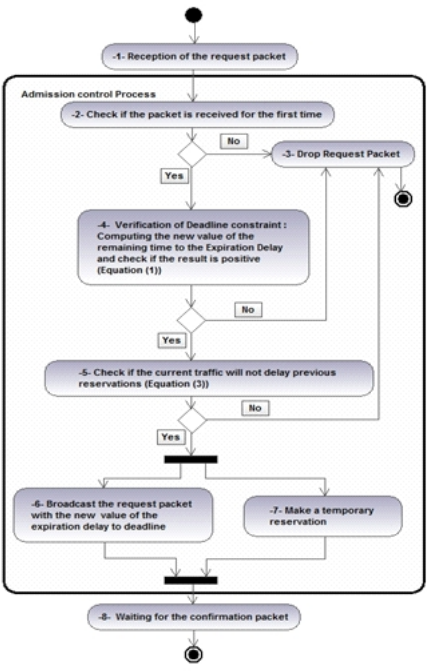 -1- Reception of the request packet
Admission control Process
-2- Check if the packet is received for the first time
No
-3- Drop Request Packet
Yes
-4- Verification of Deadline constraint :
Computing the new value of the
remaining time to the Expiration Delay
and check if the result is positive
(Equation (1))
No
Yes
-5- Check if the current traffic will not delay previous
reservations (Equation (3))
No
Yes
-6- Broadcast the request packet
with the new value of the
expiration delay to deadline
-7- Make a temporary
reservation
-8- Waiting for the confirmation packet